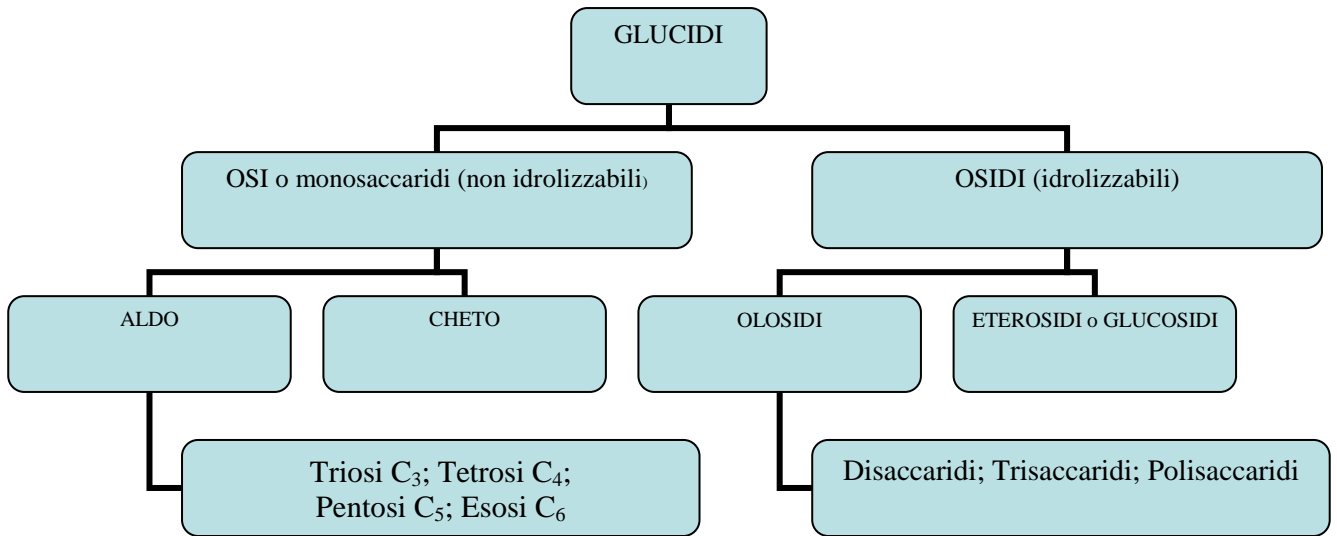 GLUCIDI
OSI o monosaccaridi (non idrolizzabili)
OSIDI (idrolizzabili)
ALDO
CHETO
OLOSIDI
ETEROSIDI o GLUCOSIDI
Triosi C₃; Tetrosi C₄;
Pentosi C₅; Esosi C₆
Disaccaridi; Trisaccaridi; Polisaccaridi